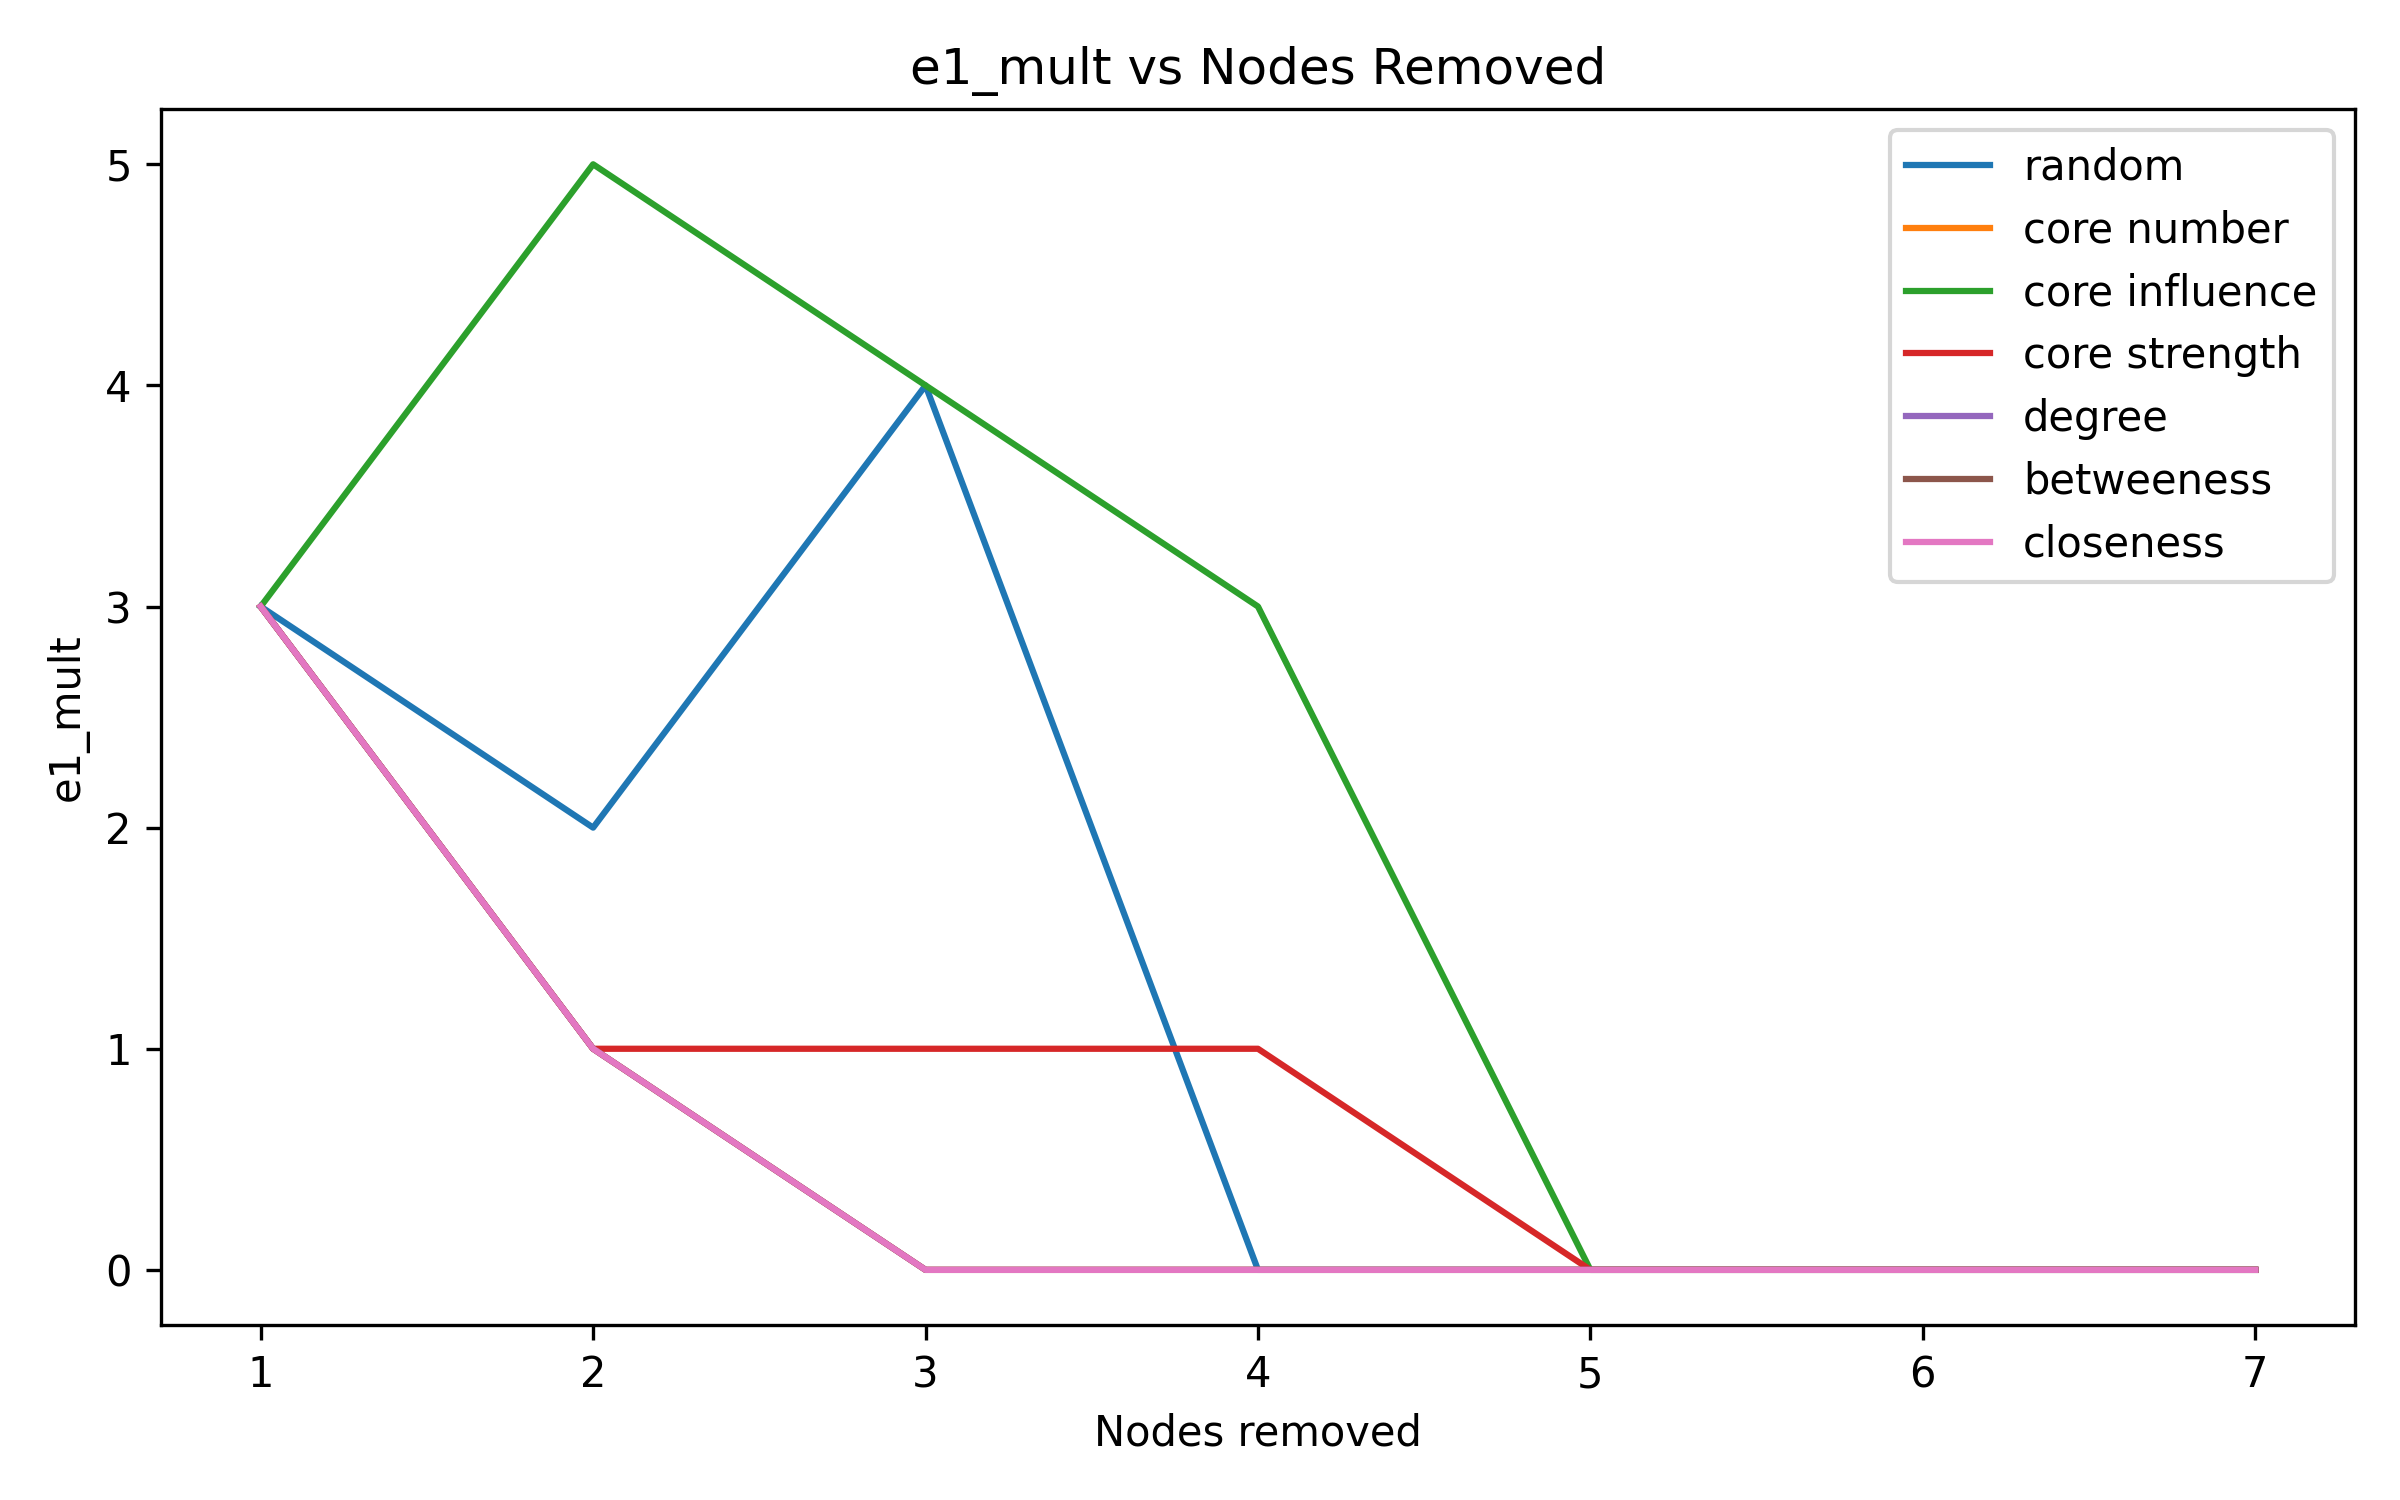 e1_mult vs Nodes Removed
5
4
3
2
1
0
e1_mult
random
core number
core influence
core strength
degree
betweeness
closeness
1 2 3 4 5 6 7
Nodes removed